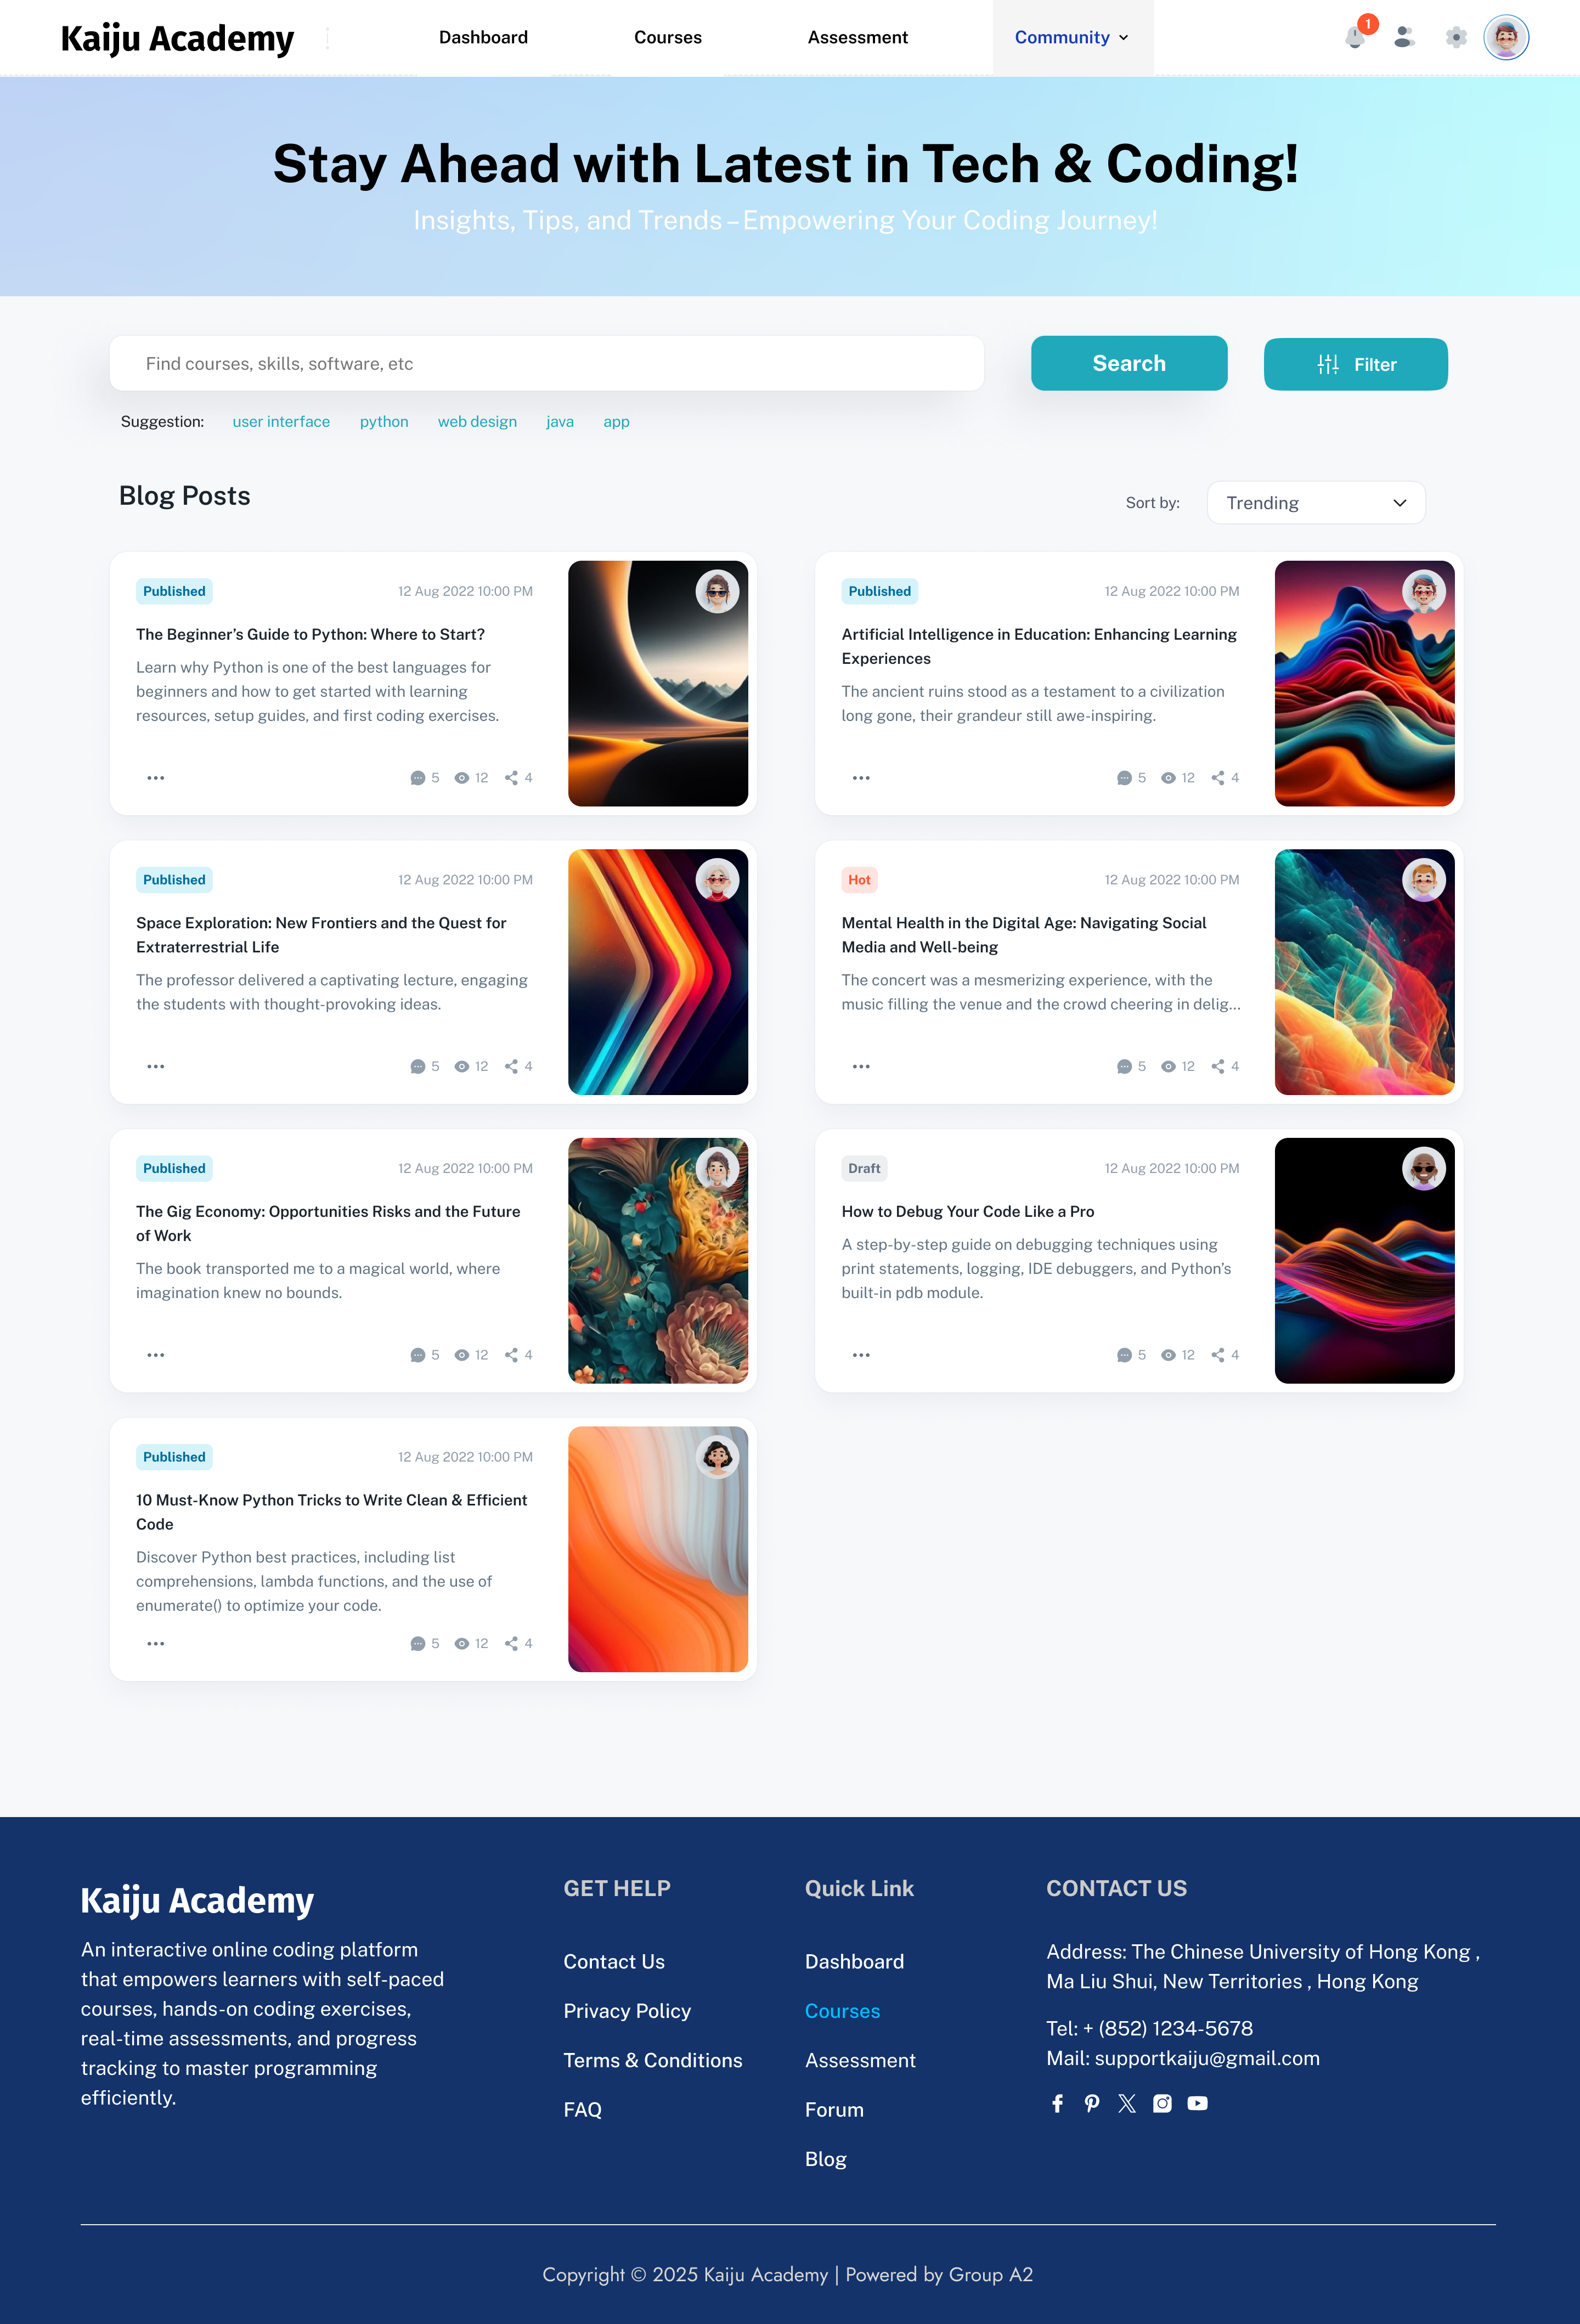 Kaiju Academy
Dashboard
Courses
Assessment
Community
1
Stay Ahead with Latest in Tech & Coding!
Insights, Tips, and Trends – Empowering Your Coding Journey!
Find courses, skills, software, etc
Search
Filter
Suggestion: user interface python web design java app
Blog Posts
Sort by: Trending
Published 12 Aug 2022 10:00 PM
The Beginner’s Guide to Python: Where to Start?
Learn why Python is one of the best languages for
beginners and how to get started with learning
resources, setup guides, and first coding exercises.
5 12 4
Published 12 Aug 2022 10:00 PM
Artificial Intelligence in Education: Enhancing Learning
Experiences
The ancient ruins stood as a testament to a civilization
long gone, their grandeur still awe-inspiring.
5 12 4
Published 12 Aug 2022 10:00 PM
Space Exploration: New Frontiers and the Quest for
Extraterrestrial Life
The professor delivered a captivating lecture, engaging
the students with thought-provoking ideas.
5 12 4
Hot 12 Aug 2022 10:00 PM
Mental Health in the Digital Age: Navigating Social
Media and Well-being
The concert was a mesmerizing experience, with the
music filling the venue and the crowd cheering in delig...
5 12 4
Published 12 Aug 2022 10:00 PM
The Gig Economy: Opportunities Risks and the Future
of Work
The book transported me to a magical world, where
imagination knew no bounds.
5 12 4
Draft 12 Aug 2022 10:00 PM
How to Debug Your Code Like a Pro
A step-by-step guide on debugging techniques using
print statements, logging, IDE debuggers, and Python’s
built-in pdb module.
5 12 4
Published 12 Aug 2022 10:00 PM
10 Must-Know Python Tricks to Write Clean & Efficient
Code
Discover Python best practices, including list
comprehensions, lambda functions, and the use of
enumerate() to optimize your code.
5 12 4
Kaiju Academy
An interactive online coding platform
that empowers learners with self-paced
courses, hands-on coding exercises,
real-time assessments, and progress
tracking to master programming
efficiently.
GET HELP
Contact Us
Privacy Policy
Terms & Conditions
FAQ
Quick Link
Dashboard
Courses
Assessment
Forum
Blog
CONTACT US
Address: The Chinese University of Hong Kong ,
Ma Liu Shui, New Territories , Hong Kong
Tel: + (852) 1234-5678
Mail: supportkaiju@gmail.com
Copyright © 2025 Kaiju Academy | Powered by Group A2